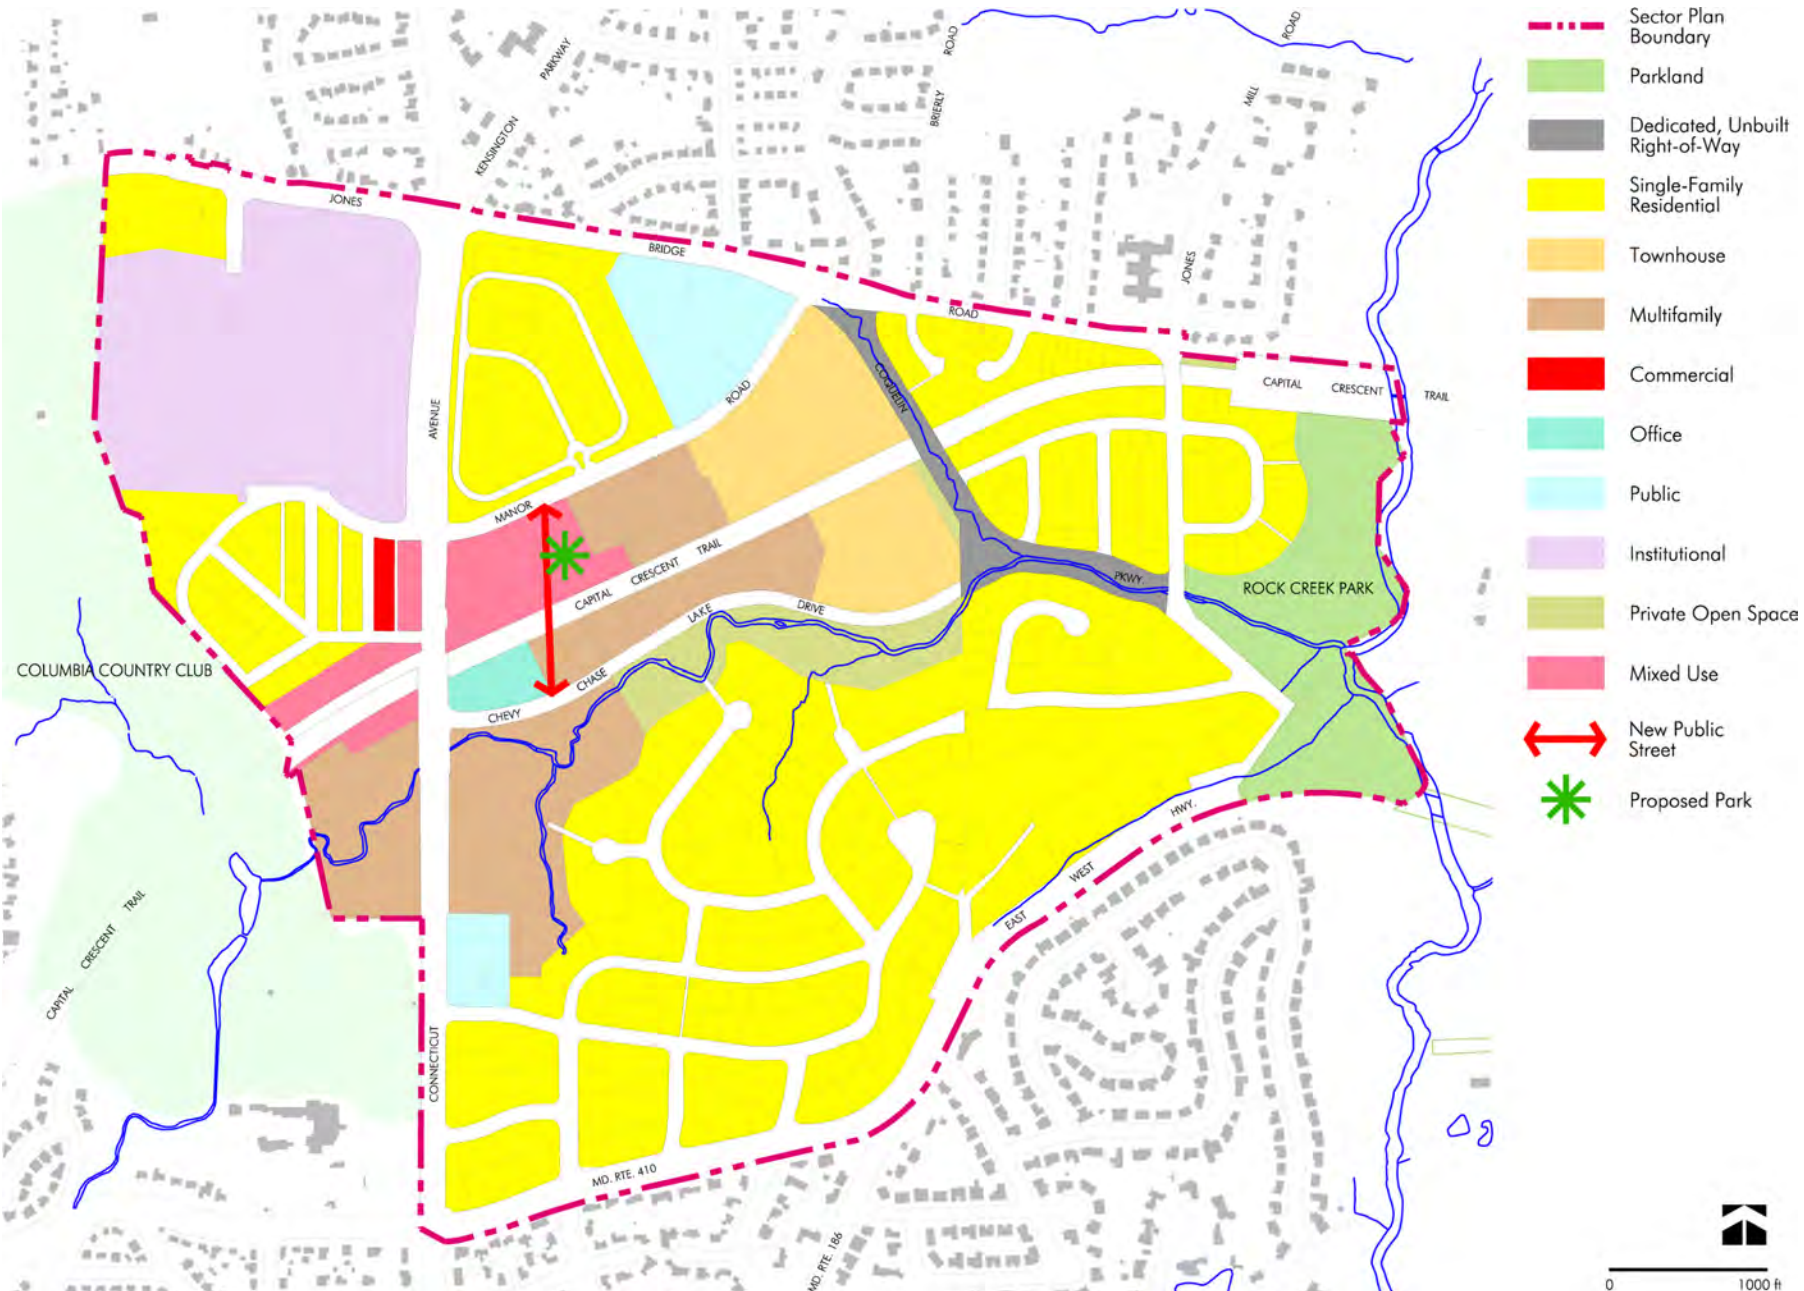 ROAD
ROAD
PARKWAY
KENSINGTON
BRIERLY
MILL
JONES
JONES
BRIDGE
ROAD
CAPITAL CRESCENT TRAIL
AVENUE
ROAD
COQUELIN
MANOR
CAPITAL CRESCENT TRAIL
PKWY.
ROCK CREEK PARK
CHEVY CHASE LAKE DRIVE
COLUMBIA COUNTRY CLUB
CAPITAL CRESCENT TRAIL
EAST WEST HWY.
CONNECTICUT
MD. RTE. 410
MD. RTE. 186
Sector Plan
Boundary
Parkland
Dedicated, Unbuilt
Right-of-Way
Single-Family
Residential
Townhouse
Multifamily
Commercial
Office
Public
Institutional
Private Open Space
Mixed Use
New Public
Street
Proposed Park
0 1000 ft